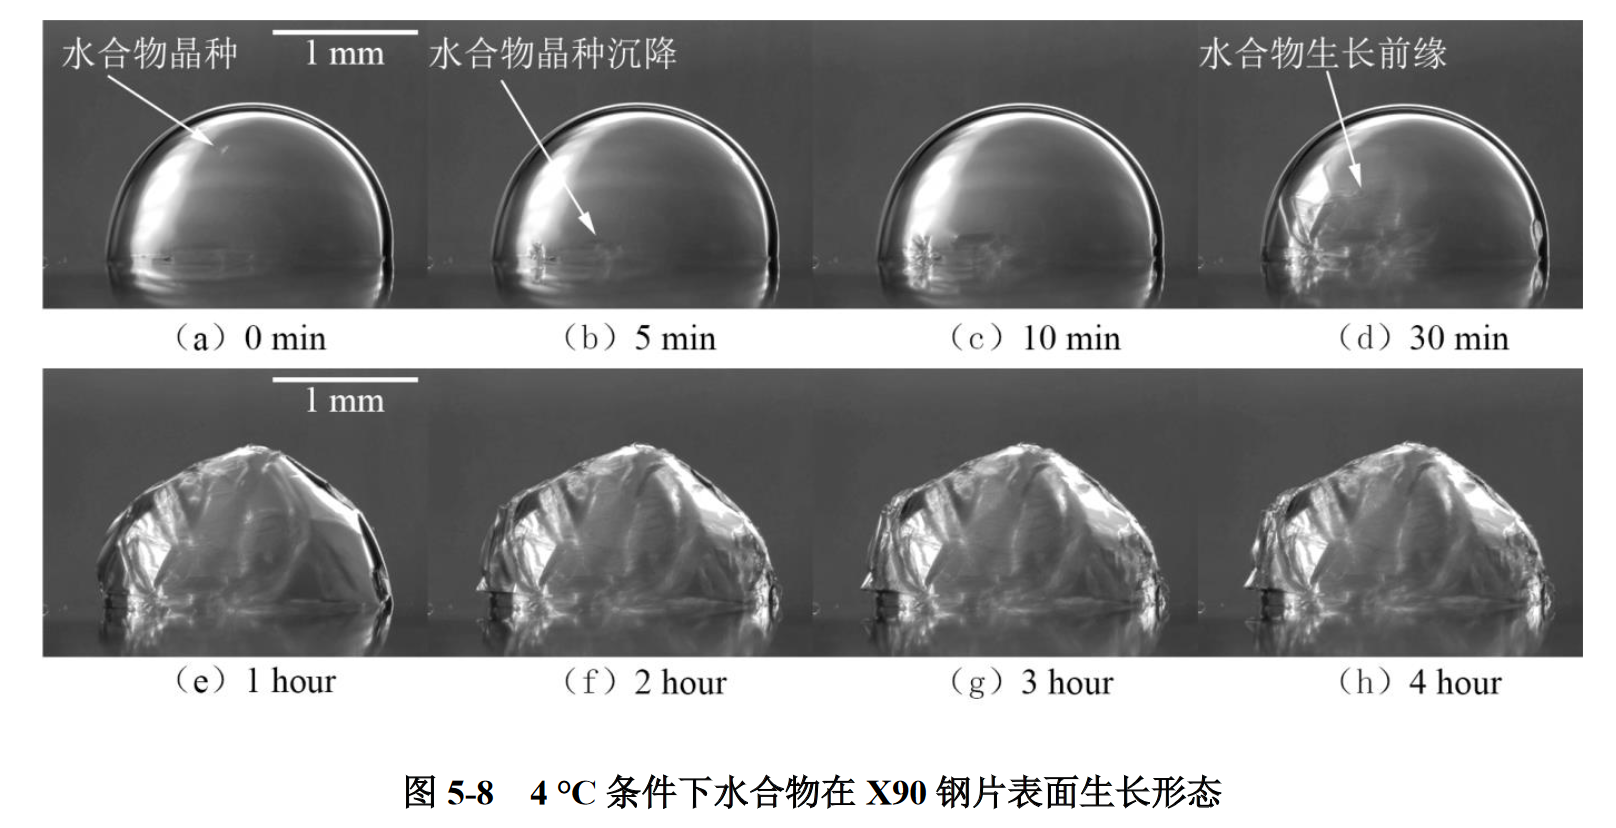 水合物晶种
1 mm
水合物晶种沉降
水合物生长前缘
（a）0 min
（b）5 min
（c）10 min
（d）30 min
1 mm
（e）1 hour
（f）2 hour
（g）3 hour
（h）4 hour
图 5-8 4 °C 条件下水合物在 X90 钢片表面生长形态